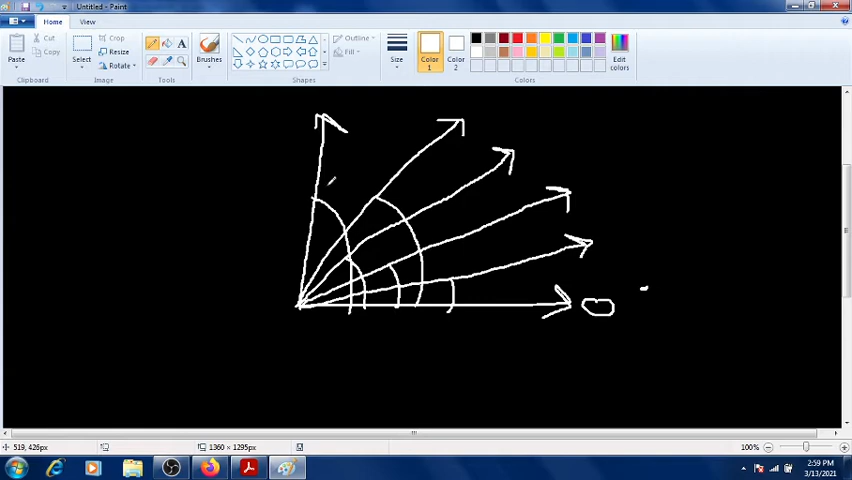 Untitled - Paint
Home View
Paste
Cut
Copy
Clipboard
Select
Crop
Resize
Rotate
Image
A
Tools
Brushes
Outline
Fill
Shapes
Size
Color
1
Color
2
Edit
colors
Colors
0
519, 426px
1360 × 1295px
100%
2:59 PM
3/13/2021